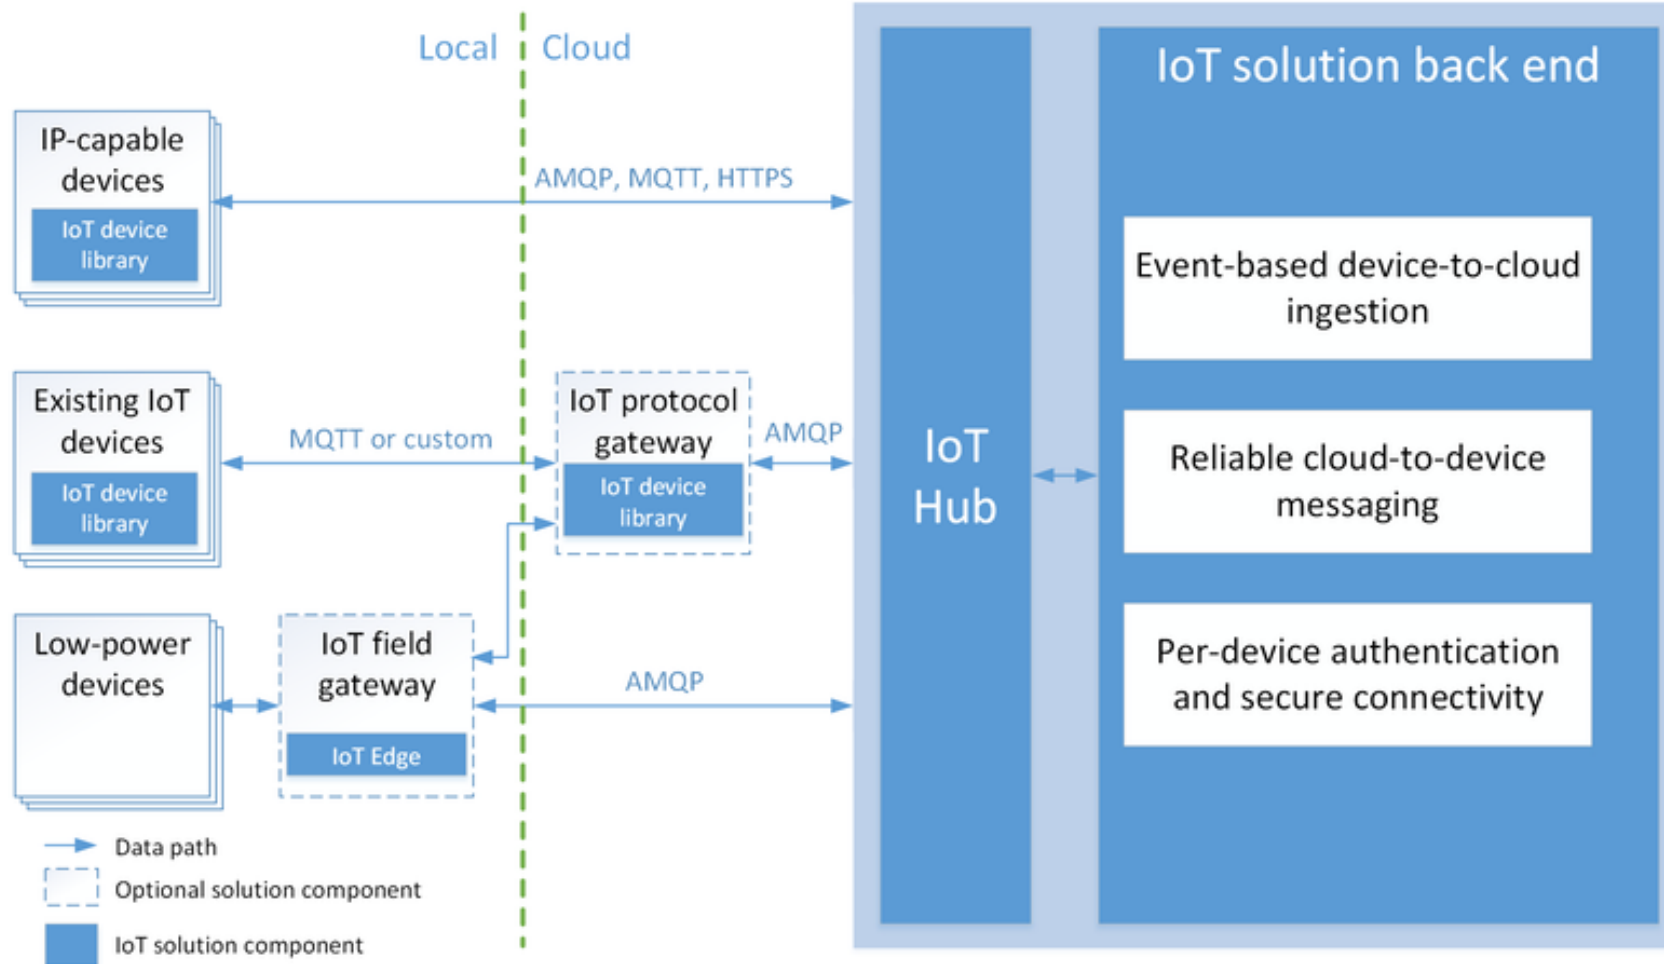 Local
Cloud
IoT solution back end
IP-capable
devices
IoT device
library
AMQP, MQTT, HTTPS
Event-based device-to-cloud
ingestion
Existing IoT
devices
IoT device
library
MQTT or custom
IoT protocol
gateway
IoT device
library
AMQP
IoT
Hub
Reliable cloud-to-device
messaging
Low-power
devices
IoT field
gateway
IoT Edge
AMQP
Per-device authentication
and secure connectivity
Data path
Optional solution component
IoT solution component